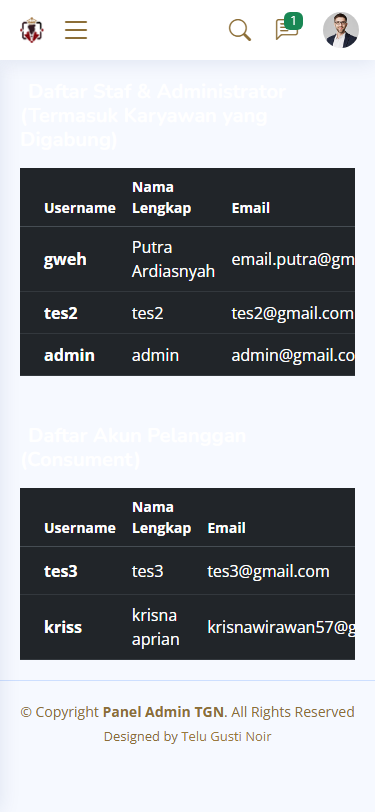 1
Daftar Staf & Administrator
(Termasuk Karyawan yang
Digabung)
Username Nama Lengkap Email
gweh Putra Ardiasnyah email.putra@gm
tes2 tes2 tes2@gmail.com
admin admin admin@gmail.co
Daftar Akun Pelanggan
(Consument)
Username Nama Lengkap Email
tes3 tes3 tes3@gmail.com
kriss krisna aprian krisnawirawan57@g
© Copyright Panel Admin TGN. All Rights Reserved
Designed by Telu Gusti Noir